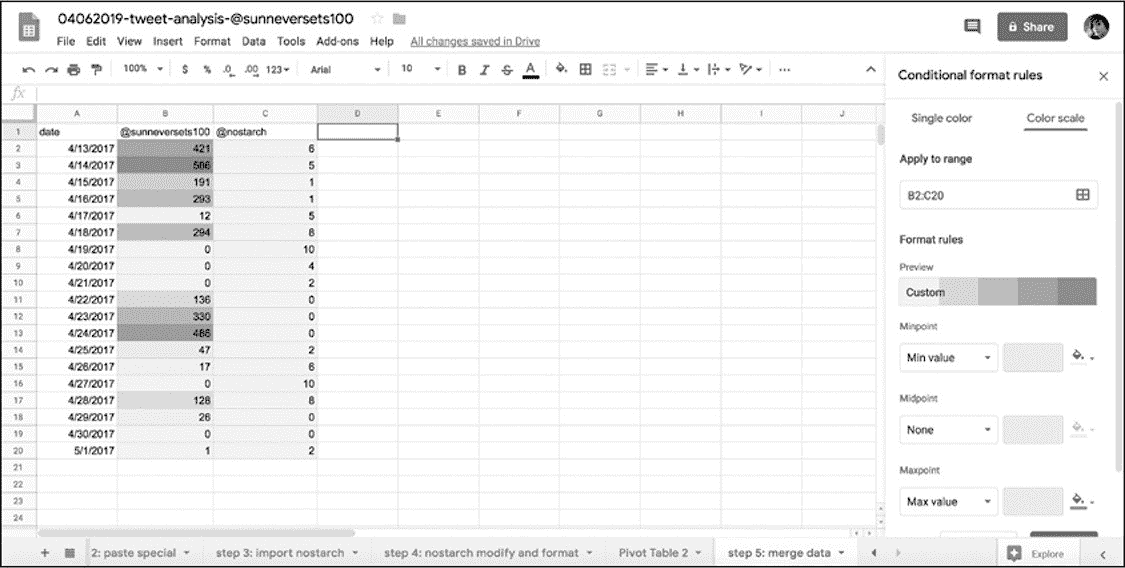 04062019-tweet-analysis-@sunneversets100
File Edit View Insert Format Data Tools Add-ons Help All changes saved in Drive
Share
100% $ % .0 .00 123 Arial 10 B I S A
fx
Conditional format rules
Single color Color scale
Apply to range
B2:C20
Format rules
Preview
Custom
Minpoint
Min value
Midpoint
None
Maxpoint
Max value
A B C D E F G H I J
1 date @sunneversets100 @nostarch
2 4/13/2017 421 6
3 4/14/2017 506 5
4 4/15/2017 191 1
5 4/16/2017 293 1
6 4/17/2017 12 5
7 4/18/2017 294 8
8 4/19/2017 0 10
9 4/20/2017 0 4
10 4/21/2017 0 2
11 4/22/2017 136 0
12 4/23/2017 330 0
13 4/24/2017 486 0
14 4/25/2017 47 2
15 4/26/2017 17 6
16 4/27/2017 0 10
17 4/28/2017 128 8
18 4/29/2017 26 0
19 4/30/2017 0 0
20 5/1/2017 1 2
21
22
23
24
2: paste special step 3: import nostarch step 4: nostarch modify and format Pivot Table 2 step 5: merge data Explore